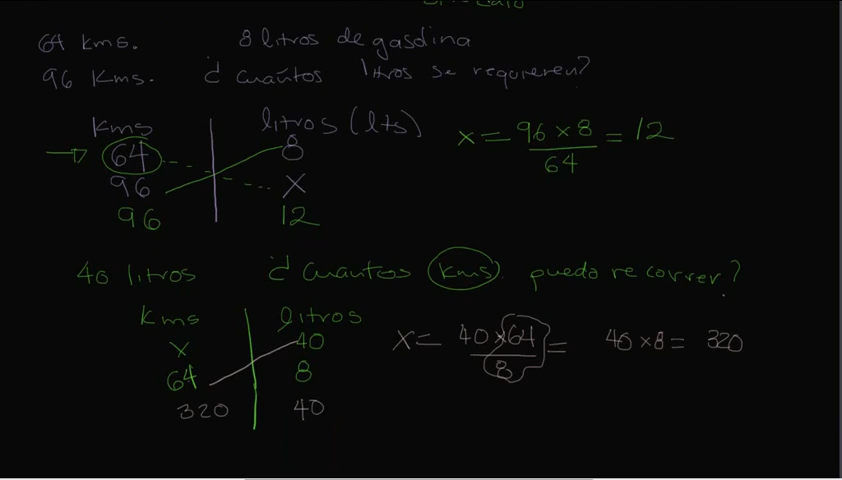 64 kms. 8 litros de gasolina
96 Kms. ¿ cuántos litros se requieren?
kms litros (lts)
64 8
96 X
96 12
x = 96 x 8 / 64 = 12
40 litros ¿ cuantos kms. puedo recorrer?
kms litros
x 40
64 8
320 40
X = 40 x 64 / 8 = 40 x 8 = 320